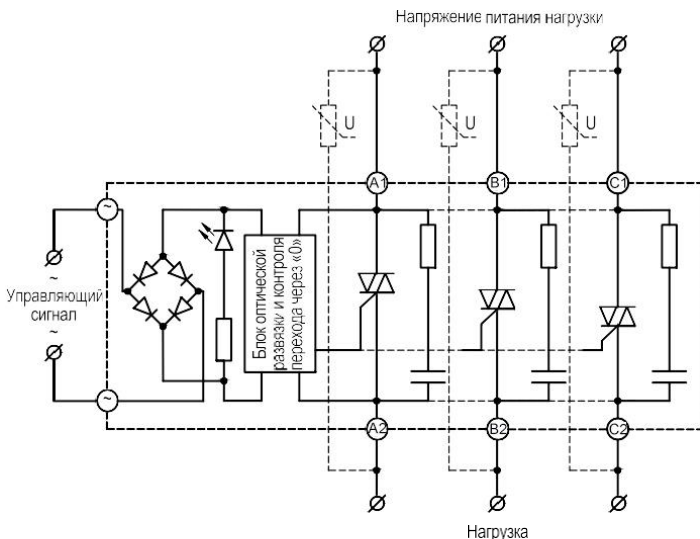 Напряжение питания нагрузки
U
U
U
A1
B1
C1
~
~
Управляющий
сигнал
~
~
Блок оптической
развязки и контроля
перехода через «0»
A2
B2
C2
Нагрузка